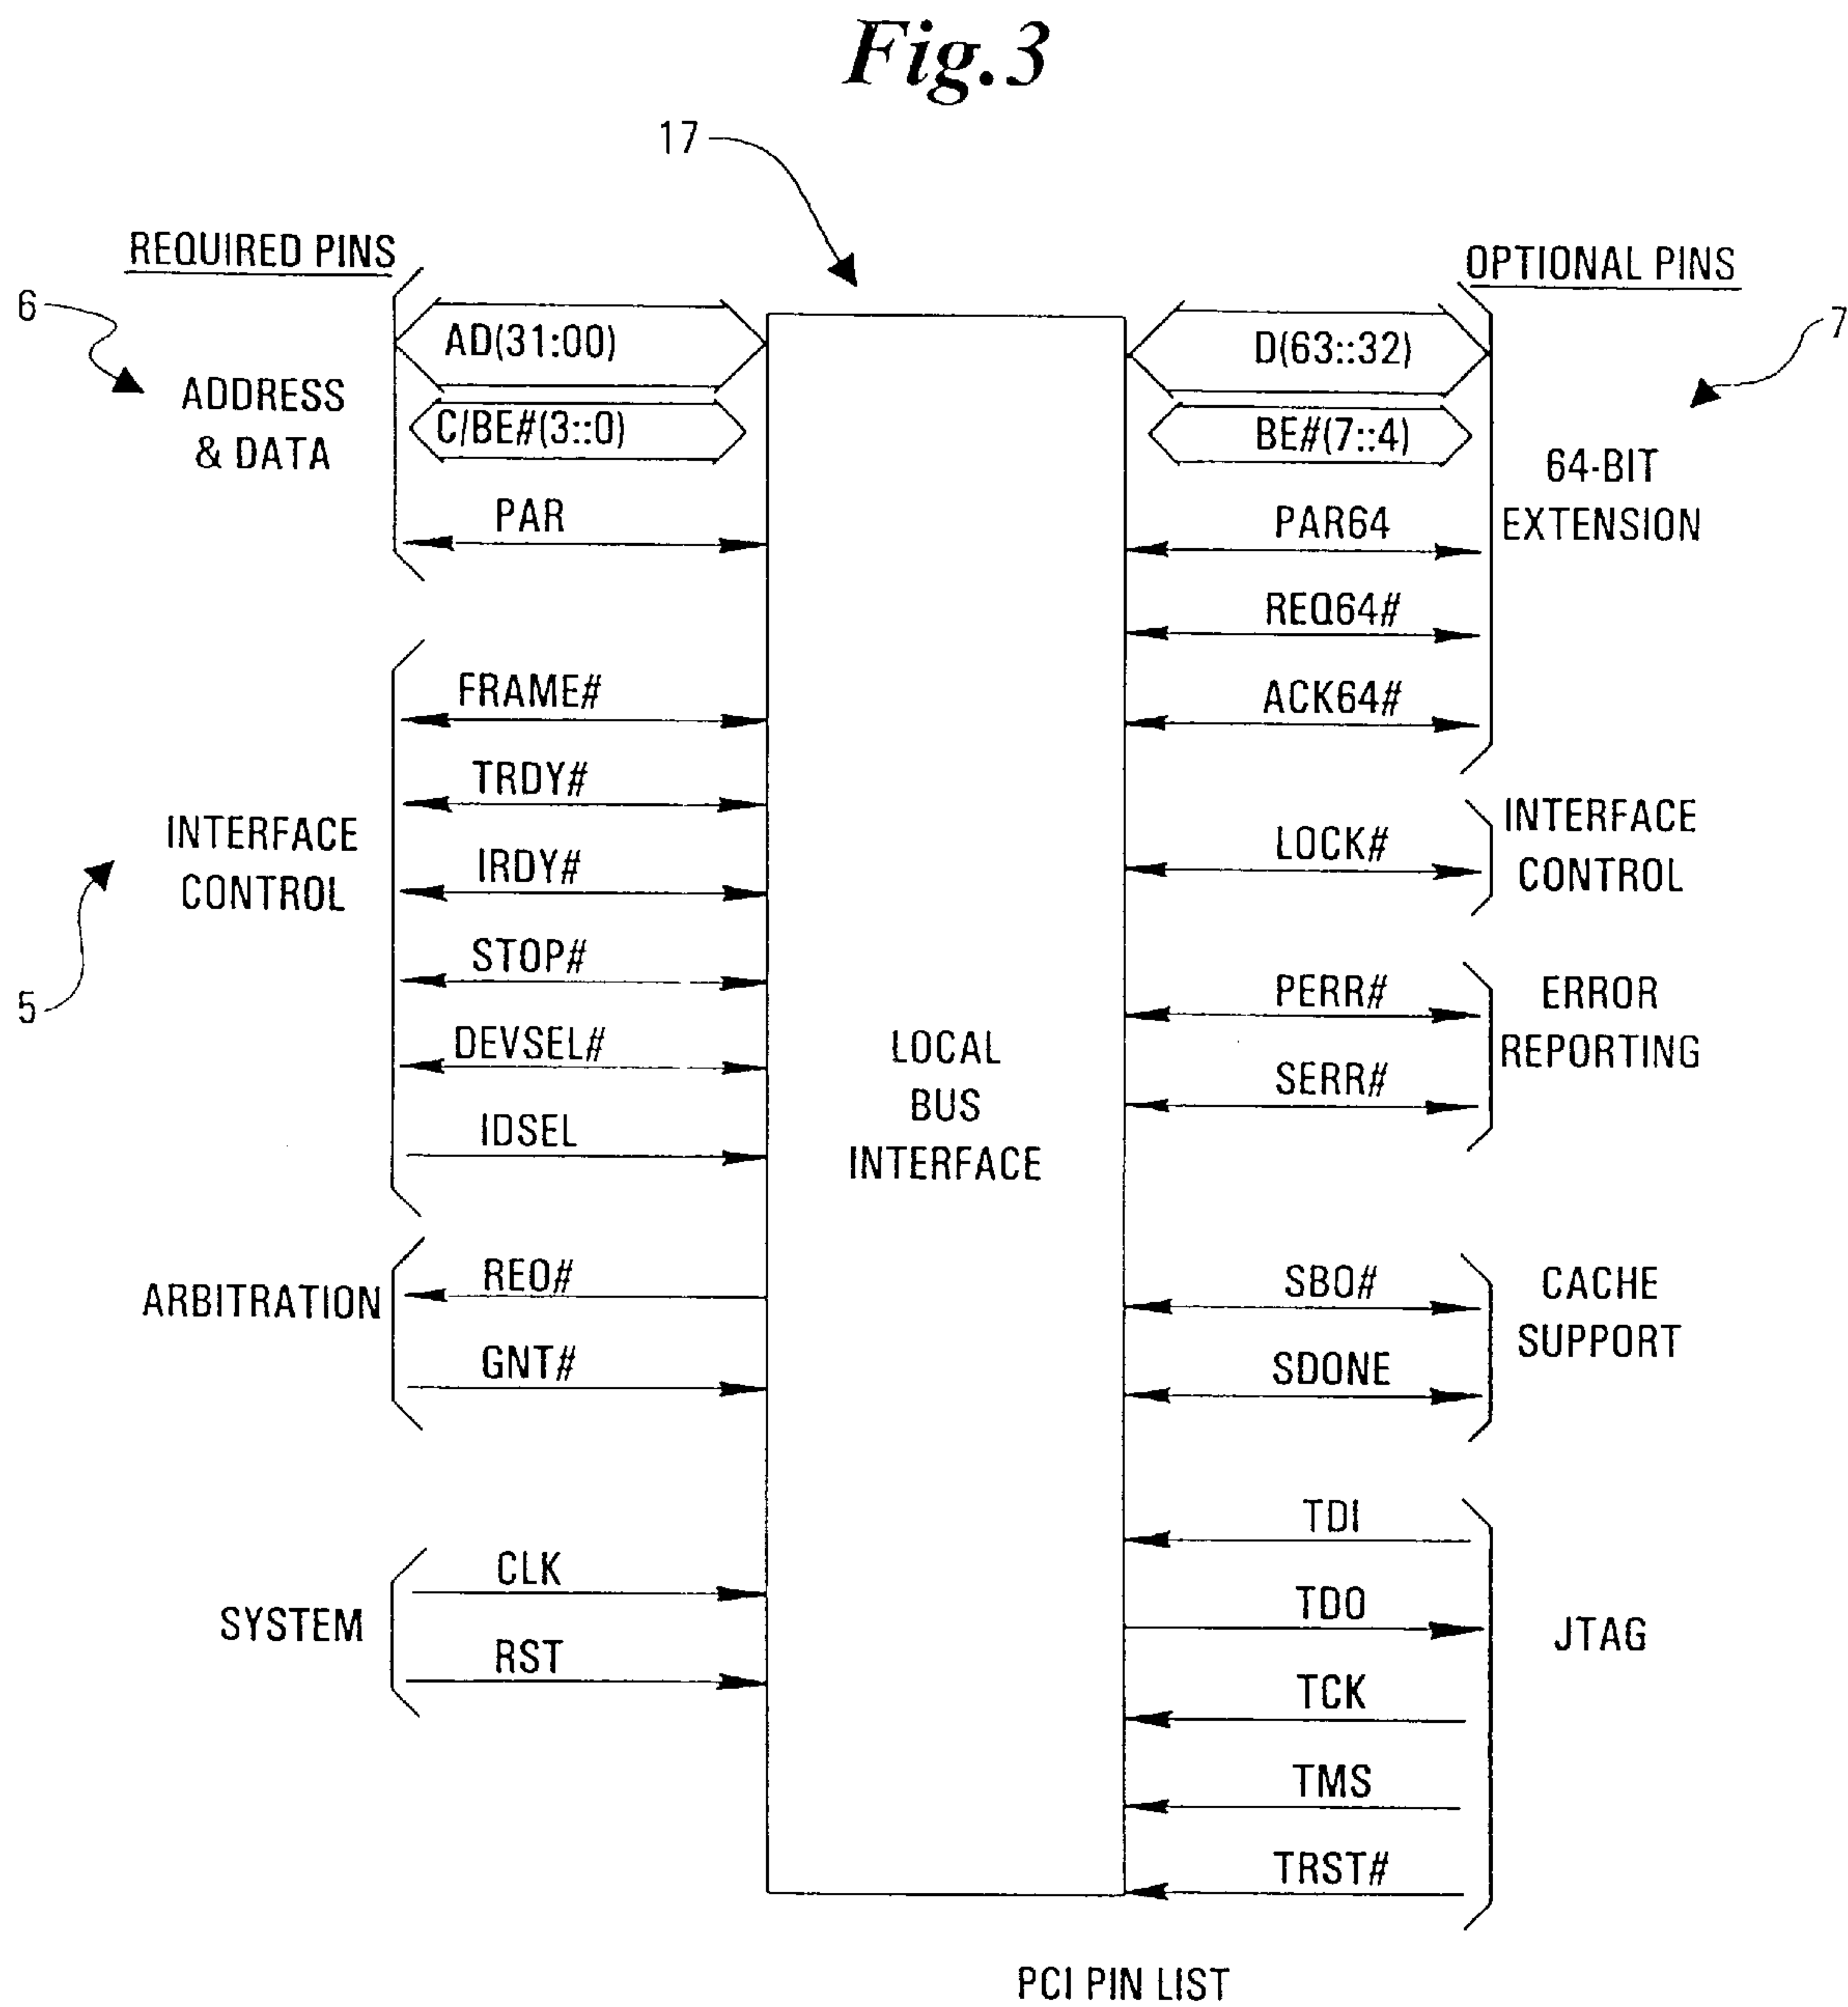 Fig.3
17
REQUIRED PINS
OPTIONAL PINS
6
7
AD(31:00)
C/BE#(3::0)
PAR
ADDRESS
& DATA
D(63::32)
BE#(7::4)
PAR64
REQ64#
ACK64#
64-BIT
EXTENSION
FRAME#
TRDY#
IRDY#
STOP#
DEVSEL#
IDSEL
INTERFACE
CONTROL
5
LOCK#
INTERFACE
CONTROL
PERR#
SERR#
ERROR
REPORTING
LOCAL
BUS
INTERFACE
ARBITRATION
REO#
GNT#
SBO#
SDONE
CACHE
SUPPORT
SYSTEM
CLK
RST
TDI
TDO
TCK
TMS
TRST#
JTAG
PCI PIN LIST